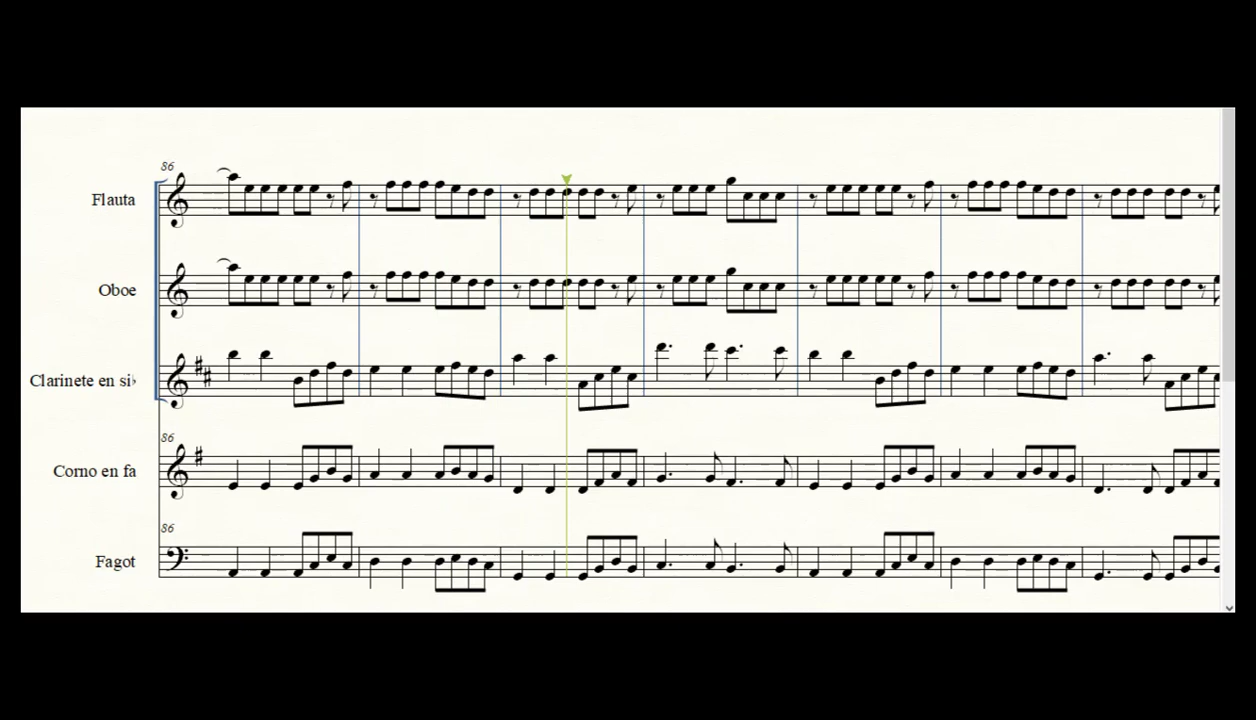 86
Flauta
Oboe
Clarinete en si♭
86
Corno en fa
86
Fagot